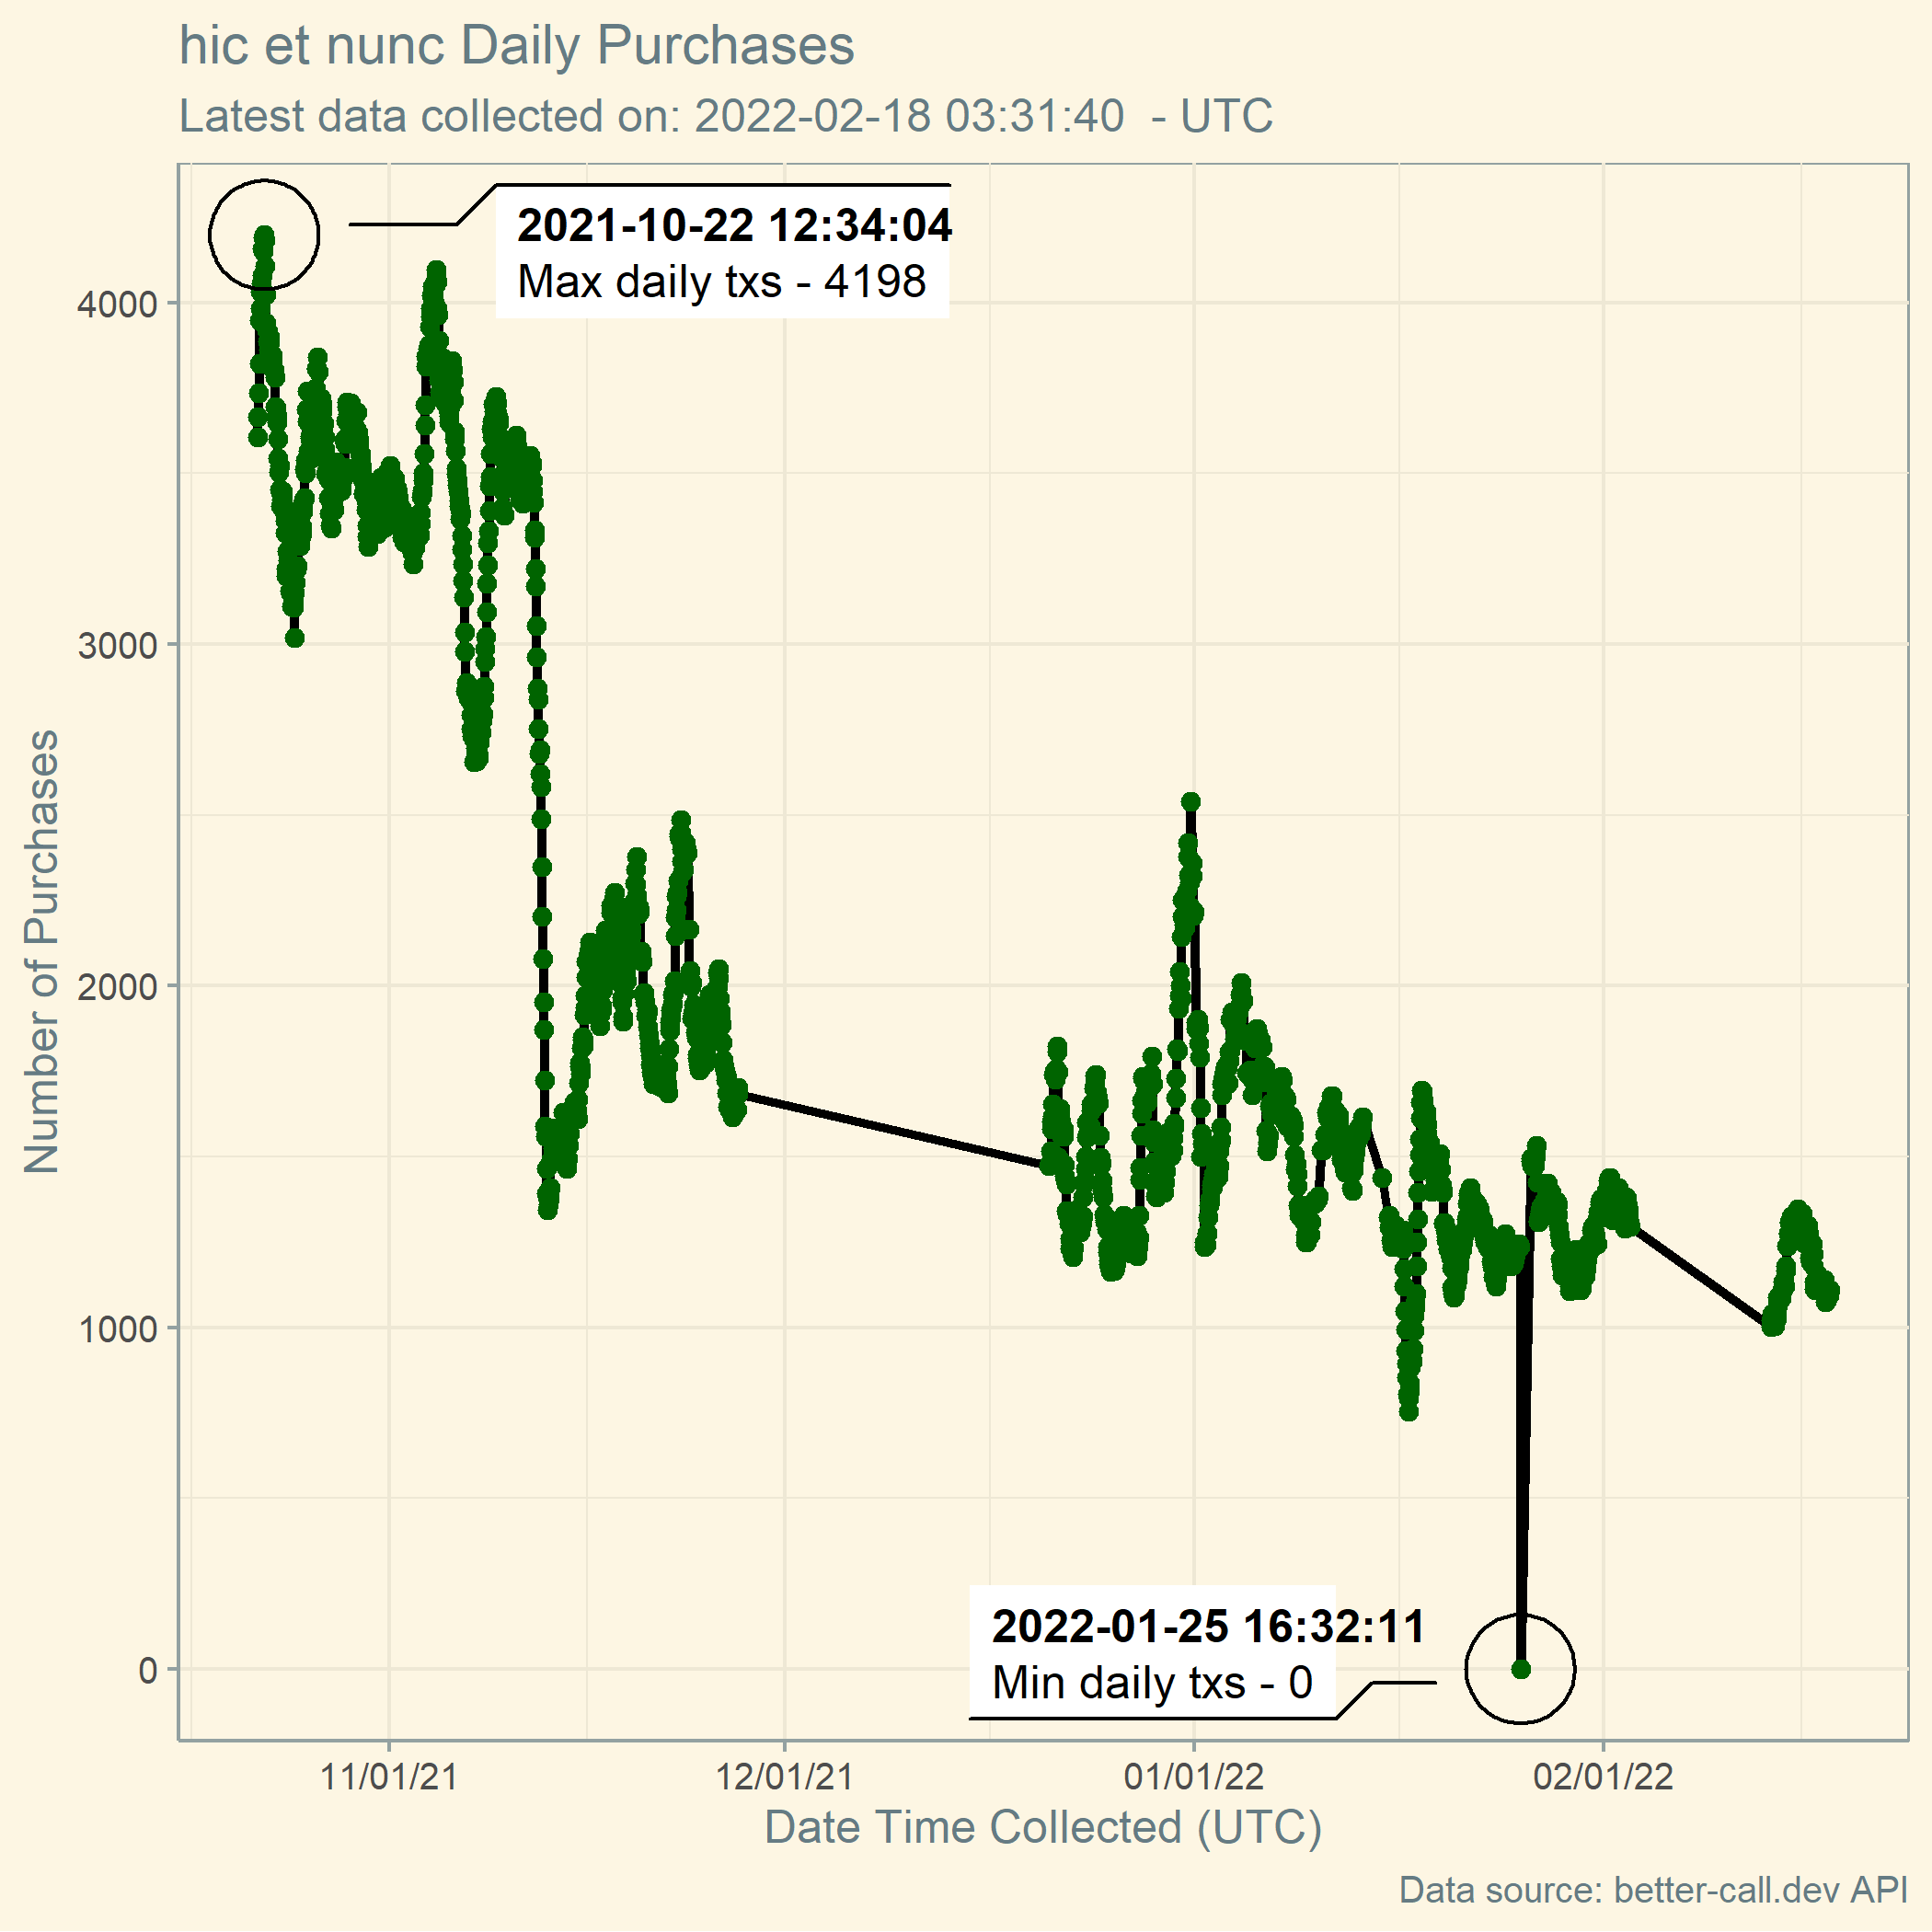 hic et nunc Daily Purchases
Latest data collected on: 2022-02-18 03:31:40  - UTC
2021-10-22 12:34:04
Max daily txs - 4198
4000
3000
2000
1000
0
Number of Purchases
2022-01-25 16:32:11
Min daily txs - 0
11/01/21 12/01/21 01/01/22 02/01/22
Date Time Collected (UTC)
Data source: better-call.dev API